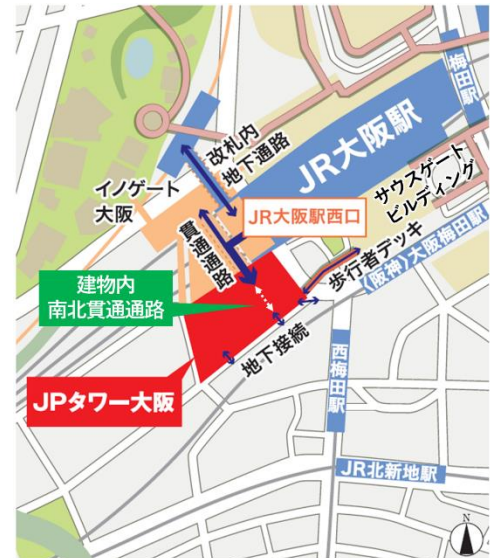 梅田駅
改札内
地下通路
JR大阪駅
イノゲート
大阪
サウスゲート
ビルディング
貫通通路
JR大阪駅西口
歩行者デッキ
〈阪神〉大阪梅田駅
建物内
南北貫通通路
地下接続
JPタワー大阪
西梅田駅
JR北新地駅
N